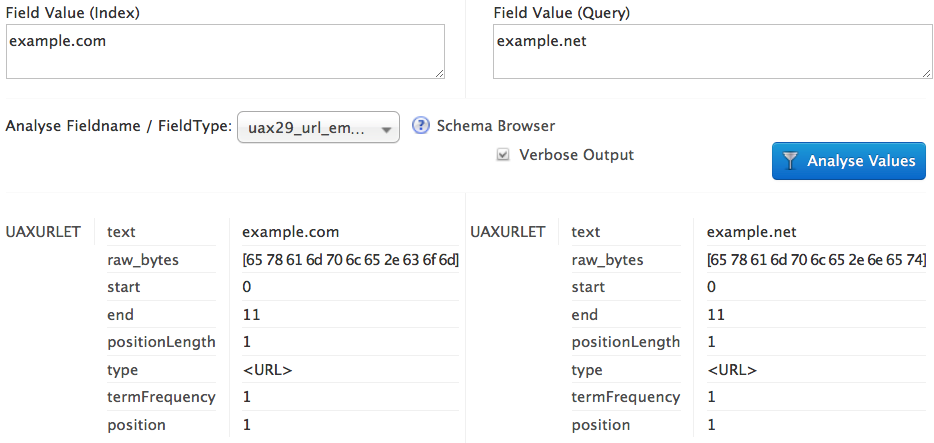 Field Value (Index) Field Value (Query)
example.com example.net
Analyse Fieldname / FieldType: uax29_url_em... ? Schema Browser
Verbose Output Analyse Values
UAXURLET text example.com UAXURLET text example.net
raw_bytes [65 78 61 6d 70 6c 65 2e 63 6f 6d] raw_bytes [65 78 61 6d 70 6c 65 2e 6e 65 74]
start 0 start 0
end 11 end 11
positionLength 1 positionLength 1
type <URL> type <URL>
termFrequency 1 termFrequency 1
position 1 position 1